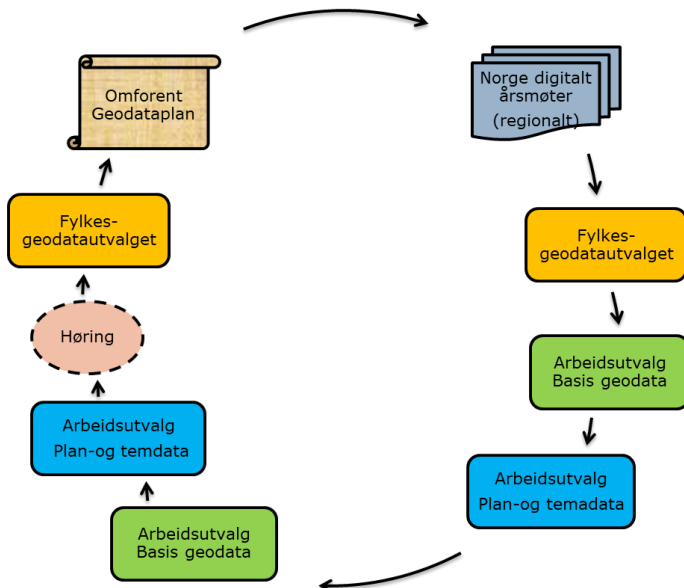 Omforent
Geodataplan
Norge digitalt
årsmøter
(regionalt)
Fylkes-
geodatautvalget
Fylkes-
geodatautvalget
Høring
Arbeidsutvalg
Basis geodata
Arbeidsutvalg
Plan-og temdata
Arbeidsutvalg
Plan-og temadata
Arbeidsutvalg
Basis geodata